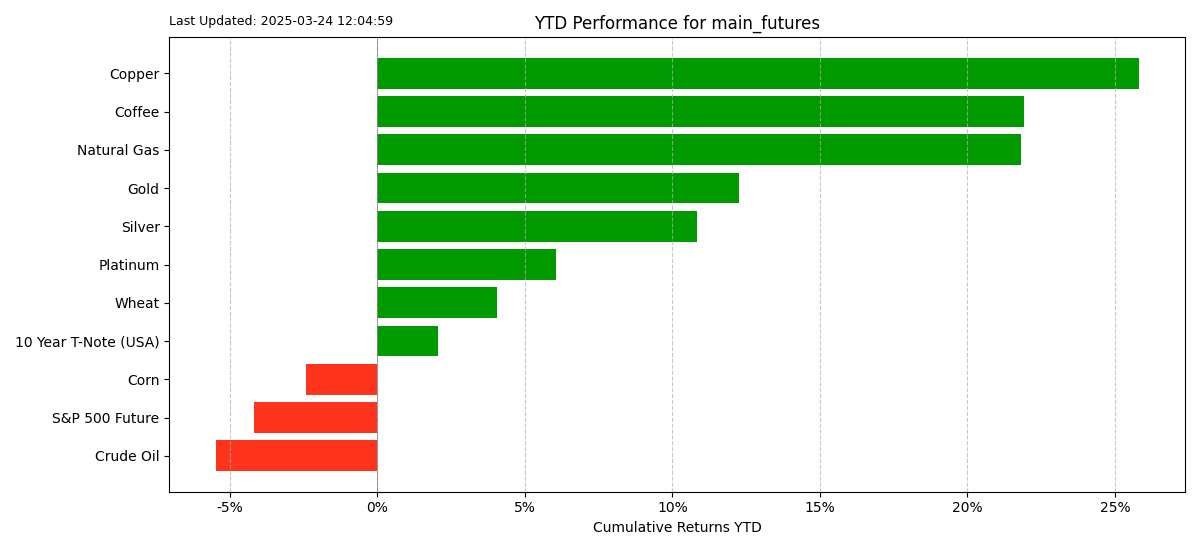 Last Updated: 2025-03-24 12:04:59
YTD Performance for main_futures
Copper
Coffee
Natural Gas
Gold
Silver
Platinum
Wheat
10 Year T-Note (USA)
Corn
S&P 500 Future
Crude Oil
-5% 0% 5% 10% 15% 20% 25%
Cumulative Returns YTD